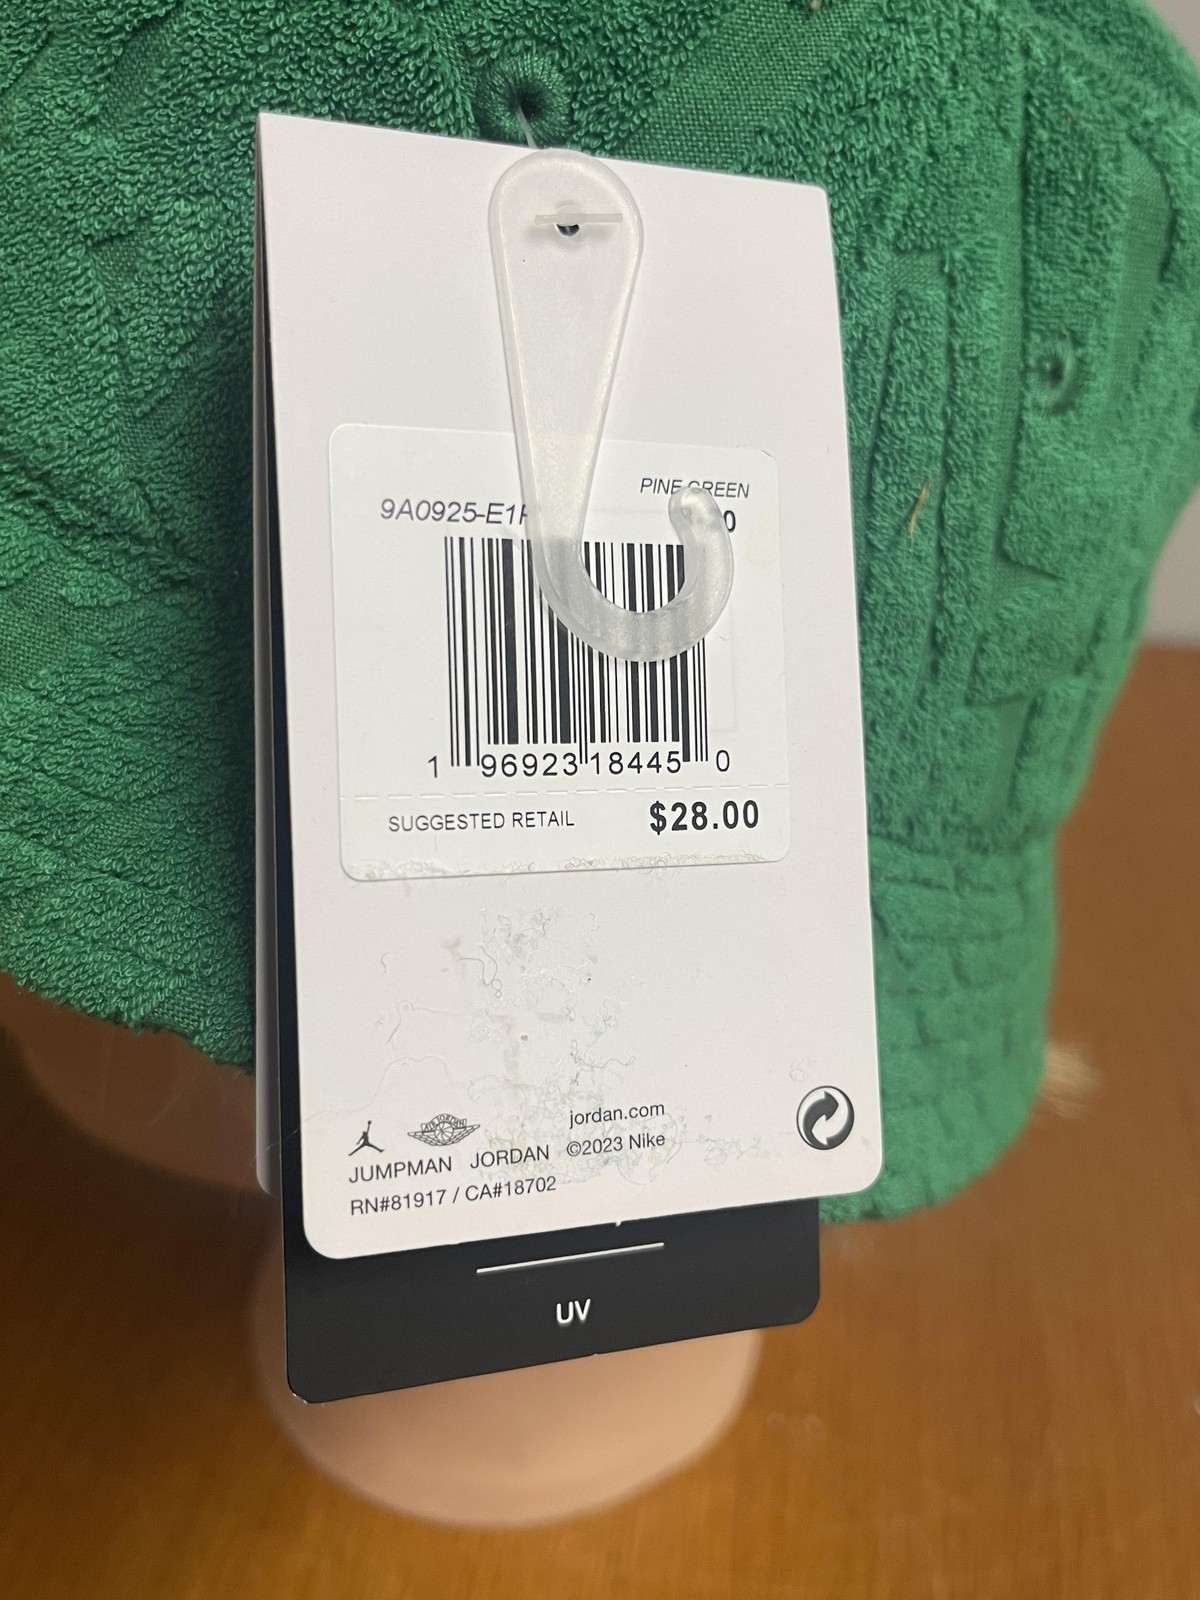 PINE GREEN
9A0925-E1
1 96923 18445 0
SUGGESTED RETAIL $28.00
jordan.com
JUMPMAN JORDAN ©2023 Nike
RN#81917 / CA#18702
UV